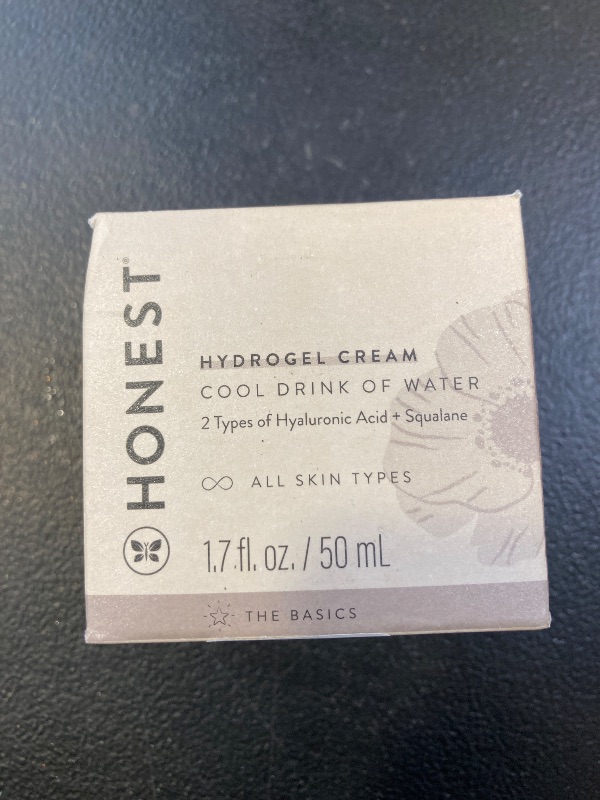 HONEST®
HYDROGEL CREAM
COOL DRINK OF WATER
2 Types of Hyaluronic Acid + Squalane
ALL SKIN TYPES
1.7 fl. oz. / 50 mL
THE BASICS